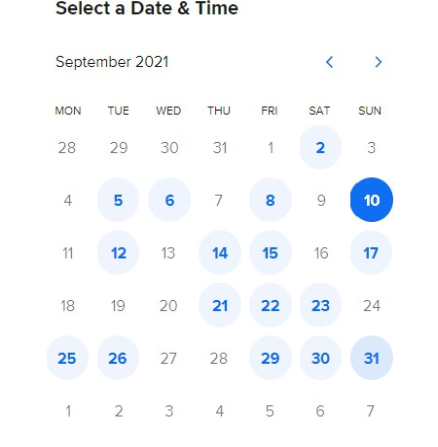 Select a Date & Time
September 2021
MON TUE WED THU FRI SAT SUN
28 29 30 31 1 2 3
4 5 6 7 8 9 10
11 12 13 14 15 16 17
18 19 20 21 22 23 24
25 26 27 28 29 30 31
1 2 3 4 5 6 7